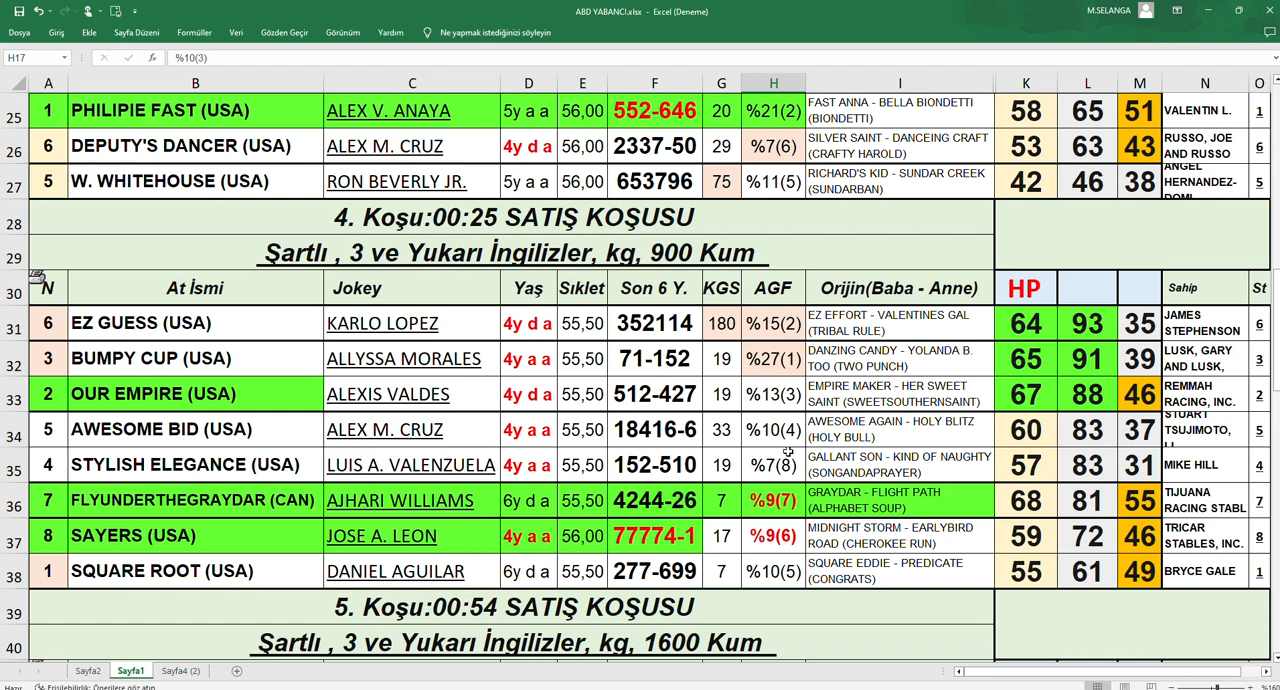 ABD YABANCI.xlsx - Excel (Deneme)
M.SELANGA
Dosya Giriş Ekle Sayfa Düzeni Formüller Veri Gözden Geçir Görünüm Yardım Ne yapmak istediğinizi söyleyin
H17 fx %10(3)
A B C D E F G H I K L M N O
25 1 PHILIPIE FAST (USA) ALEX V. ANAYA 5y a a 56,00 552-646 20 %21(2) FAST ANNA - BELLA BIONDETTI (BIONDETTI) 58 65 51 VALENTIN L. 1
26 6 DEPUTY'S DANCER (USA) ALEX M. CRUZ 4y d a 56,00 2337-50 29 %7(6) SILVER SAINT - DANCEING CRAFT (CRAFTY HAROLD) 53 63 43 RUSSO, JOE AND RUSSO 6
27 5 W. WHITEHOUSE (USA) RON BEVERLY JR. 5y a a 56,00 653796 75 %11(5) RICHARD'S KID - SUNDAR CREEK (SUNDARBAN) 42 46 38 ANGEL HERNANDEZ- 5
28 4. Koşu:00:25 SATIŞ KOŞUSU
29 Şartlı , 3 ve Yukarı İngilizler, kg, 900 Kum
30 N At İsmi Jokey Yaş Sıklet Son 6 Y. KGS AGF Orijin(Baba - Anne) HP Sahip St
31 6 EZ GUESS (USA) KARLO LOPEZ 4y d a 55,50 352114 180 %15(2) EZ EFFORT - VALENTINES GAL (TRIBAL RULE) 64 93 35 JAMES STEPHENSON 6
32 3 BUMPY CUP (USA) ALLYSSA MORALES 4y a a 55,50 71-152 19 %27(1) DANZING CANDY - YOLANDA B. TOO (TWO PUNCH) 65 91 39 LUSK, GARY AND LUSK, 3
33 2 OUR EMPIRE (USA) ALEXIS VALDES 4y d a 55,50 512-427 19 %13(3) EMPIRE MAKER - HER SWEET SAINT (SWEETSOUTHERNSAINT) 67 88 46 REMMAH RACING, INC. 2
34 5 AWESOME BID (USA) ALEX M. CRUZ 4y a a 55,50 18416-6 33 %10(4) AWESOME AGAIN - HOLY BLITZ (HOLY BULL) 60 83 37 STUART TSUJIMOTO, 5
35 4 STYLISH ELEGANCE (USA) LUIS A. VALENZUELA 4y a a 55,50 152-510 19 %7(8) GALLANT SON - KIND OF NAUGHTY (SONGANDAPRAYER) 57 83 31 MIKE HILL 4
36 7 FLYUNDERTHEGRAYDAR (CAN) AJHARI WILLIAMS 6y d a 55,50 4244-26 7 %9(7) GRAYDAR - FLIGHT PATH (ALPHABET SOUP) 68 81 55 TIJUANA RACING STABL 7
37 8 SAYERS (USA) JOSE A. LEON 4y a a 56,00 77774-1 17 %9(6) MIDNIGHT STORM - EARLYBIRD ROAD (CHEROKEE RUN) 59 72 46 TRICAR STABLES, INC. 8
38 1 SQUARE ROOT (USA) DANIEL AGUILAR 6y d a 55,50 277-699 7 %10(5) SQUARE EDDIE - PREDICATE (CONGRATS) 55 61 49 BRYCE GALE 1
39 5. Koşu:00:54 SATIŞ KOŞUSU
40 Şartlı , 3 ve Yukarı İngilizler, kg, 1600 Kum
Sayfa2 Sayfa1 Sayfa4 (2)
Hazır Erişilebilirlik: Önerilere göz atın